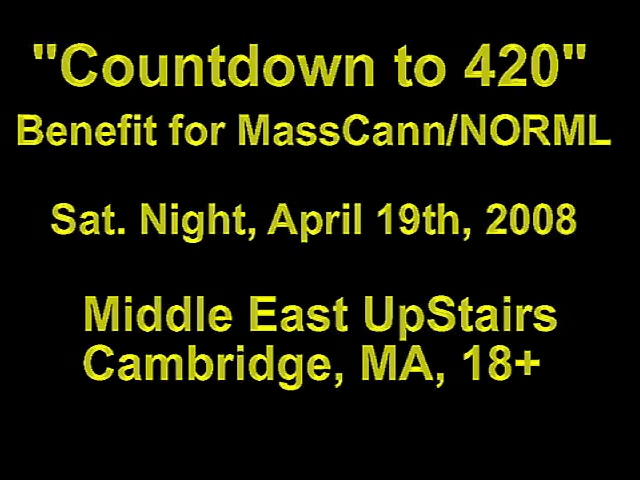 "Countdown to 420"
Benefit for MassCann/NORML
Sat. Night, April 19th, 2008
Middle East UpStairs
Cambridge, MA, 18+